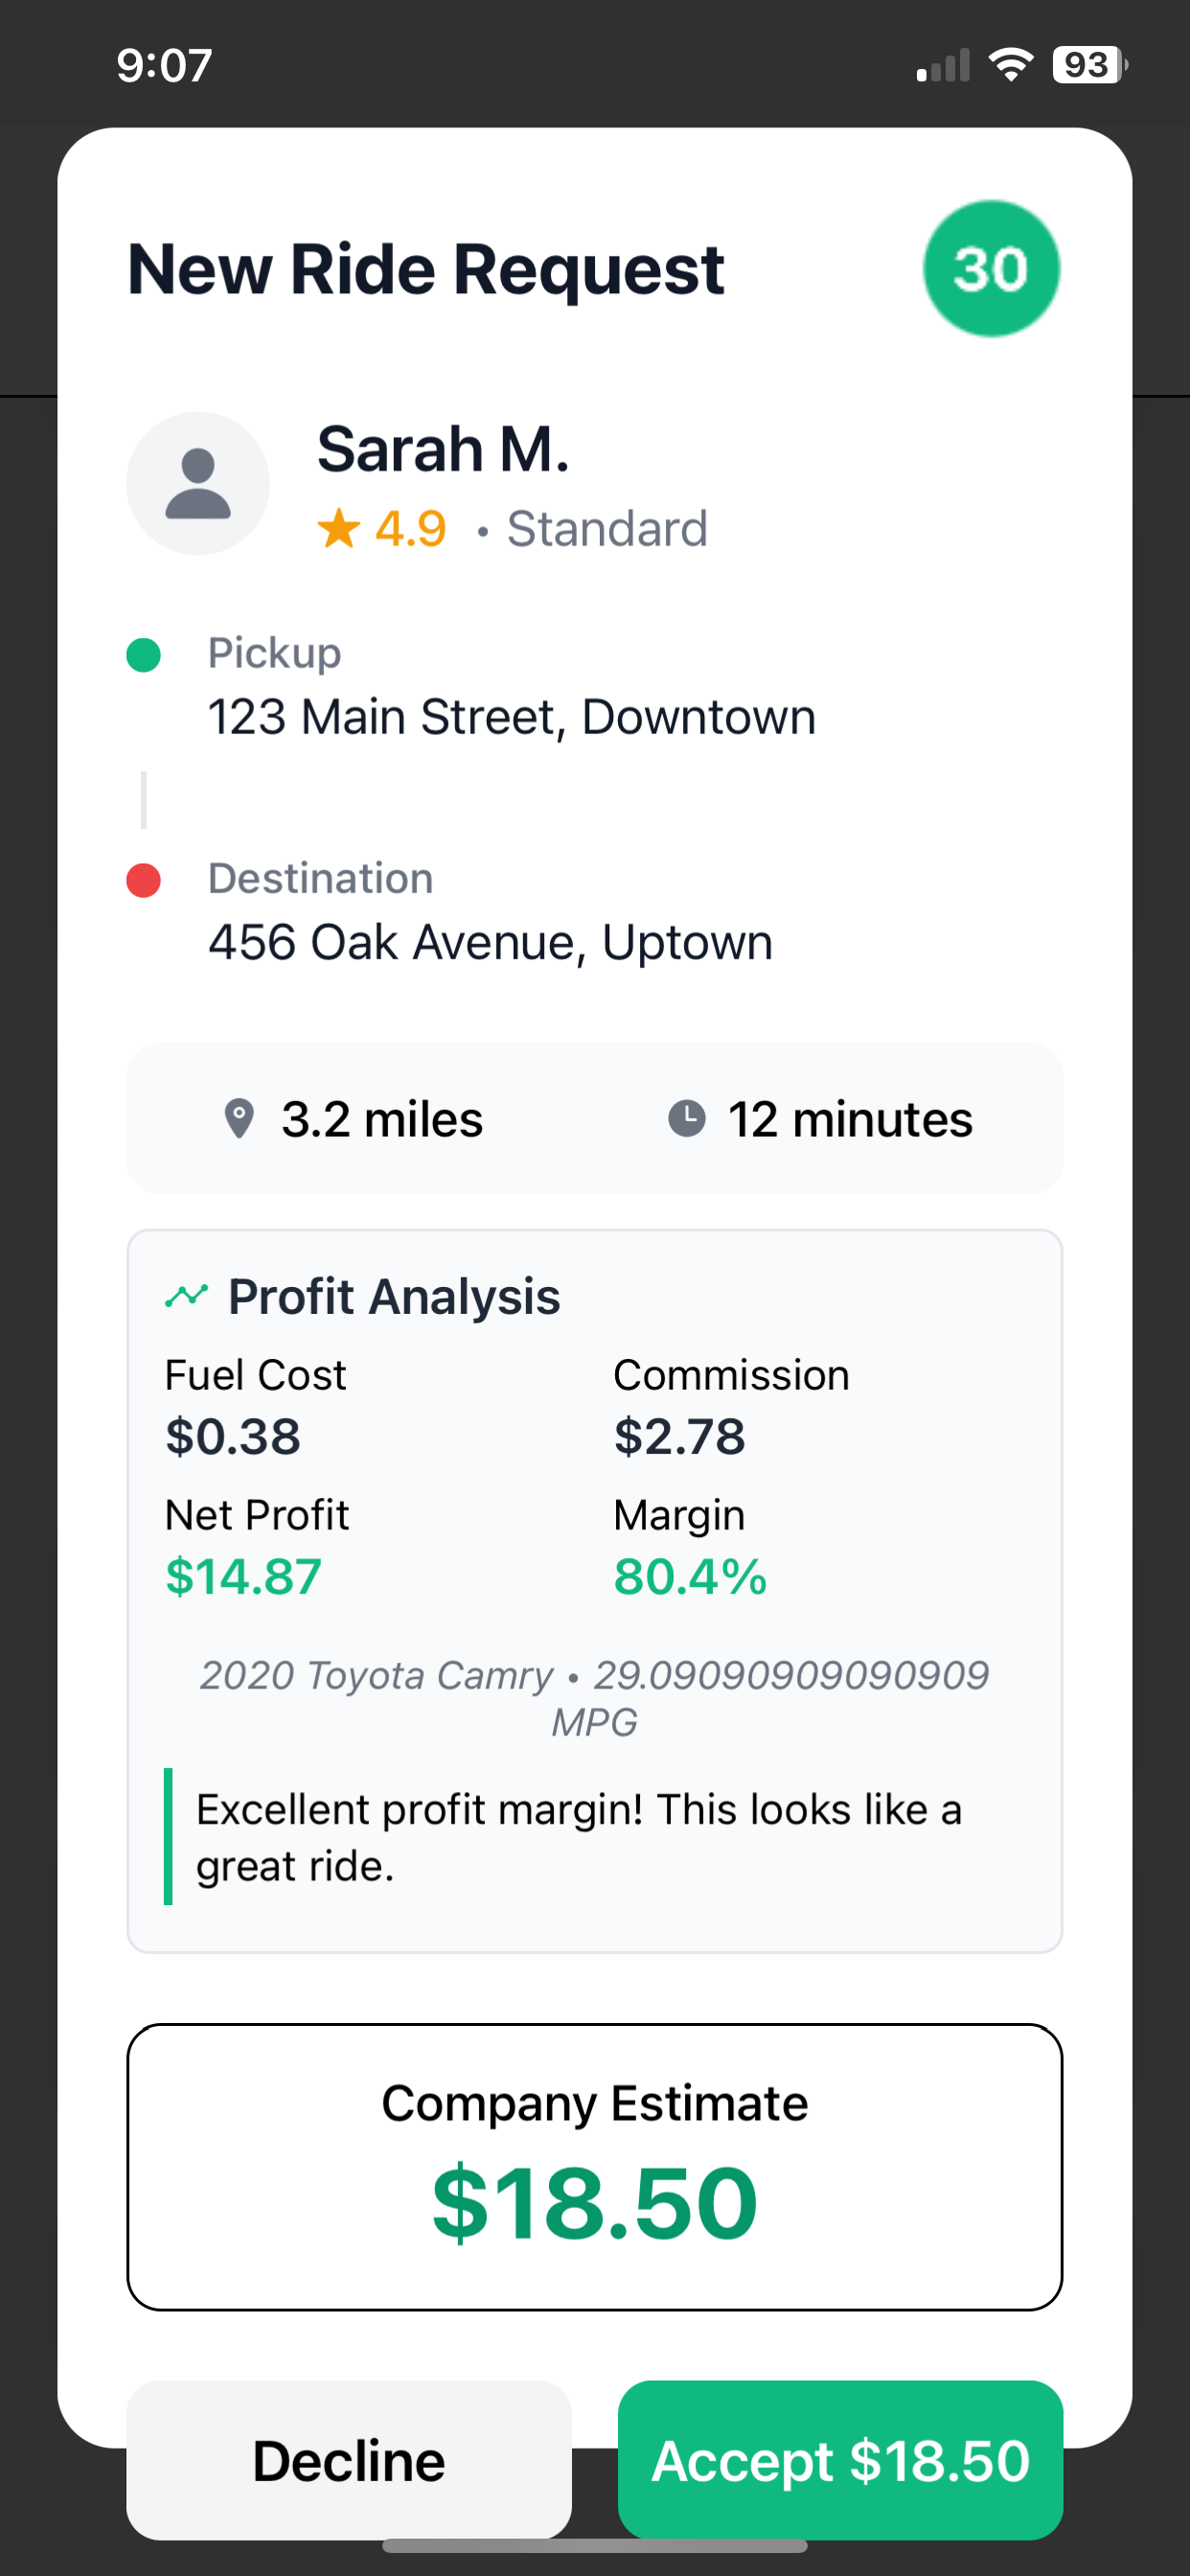 9:07
93
New Ride Request
30
Sarah M.
4.9 • Standard
Pickup
123 Main Street, Downtown
Destination
456 Oak Avenue, Uptown
3.2 miles
12 minutes
Profit Analysis
Fuel Cost
$0.38
Commission
$2.78
Net Profit
$14.87
Margin
80.4%
2020 Toyota Camry • 29.09090909090909
MPG
Excellent profit margin! This looks like a
great ride.
Company Estimate
$18.50
Decline
Accept $18.50